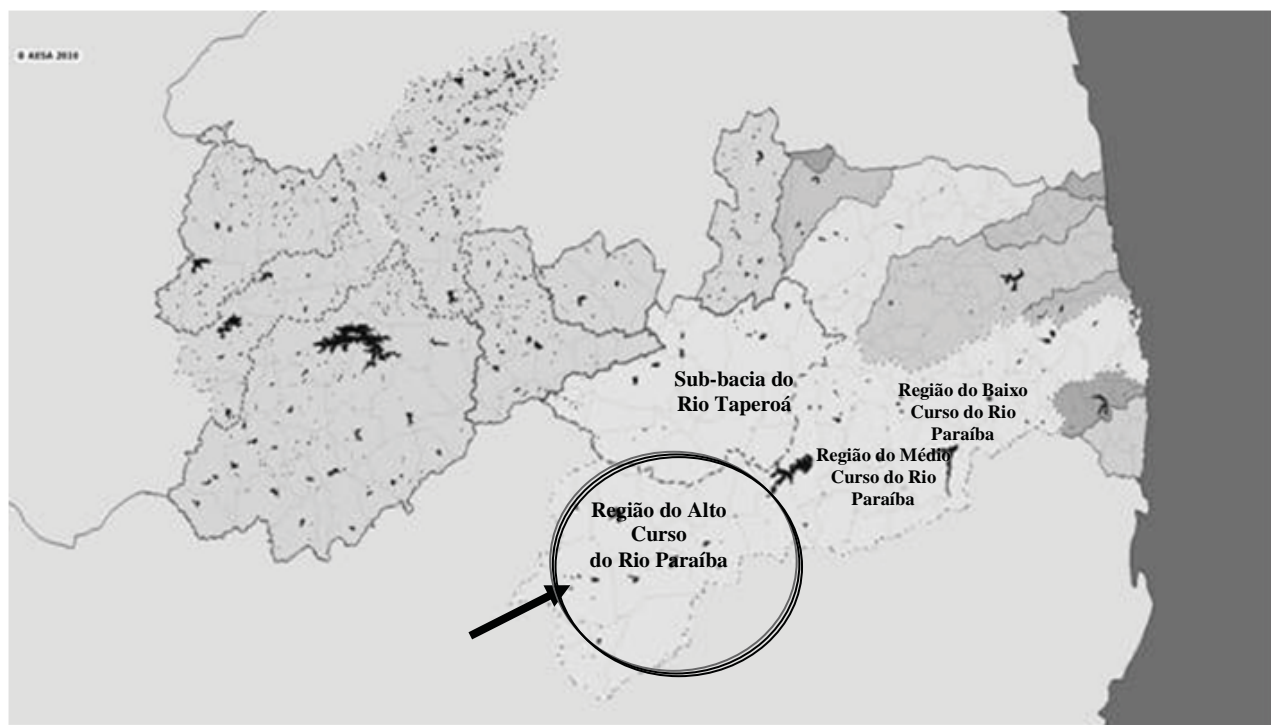 © AESA 2010
Sub-bacia do
Rio Taperoá
Região do Baixo
Curso do Rio
Paraíba
Região do Médio
Curso do Rio
Paraíba
Região do Alto
Curso
do Rio Paraíba